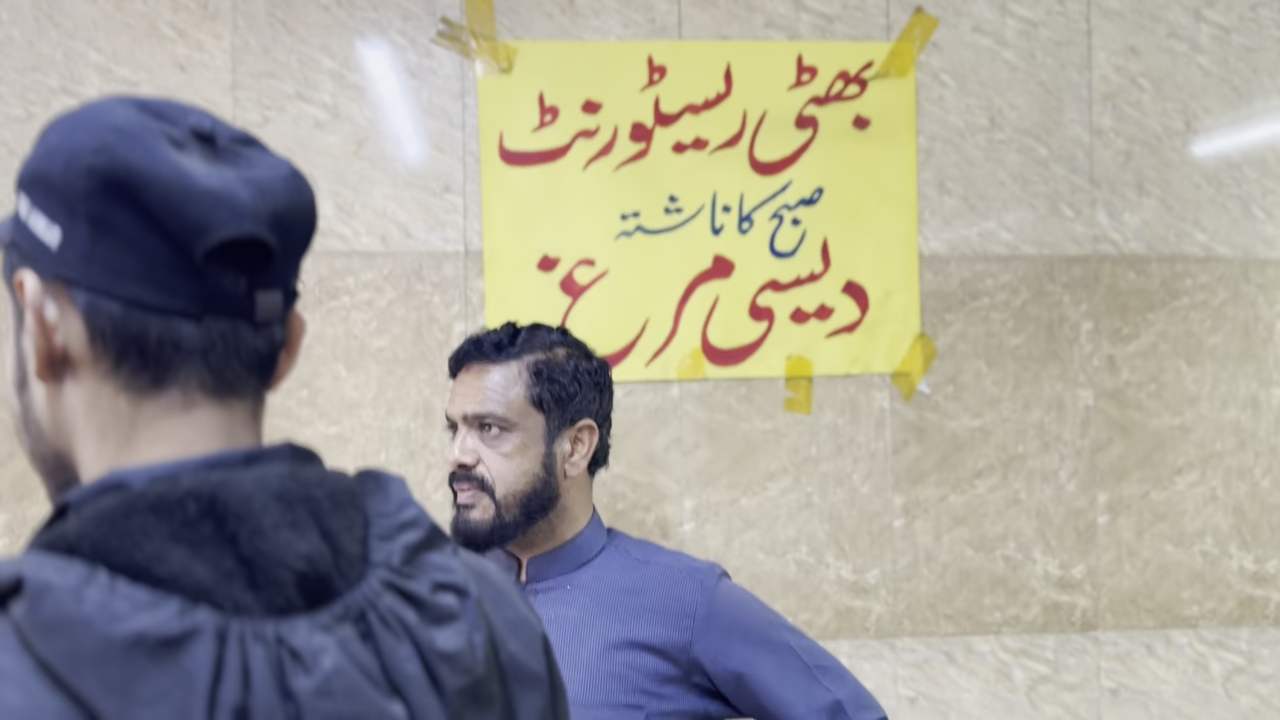 بھٹی ریسٹورنٹ
صبح کا ناشتہ
دیسی مرغ